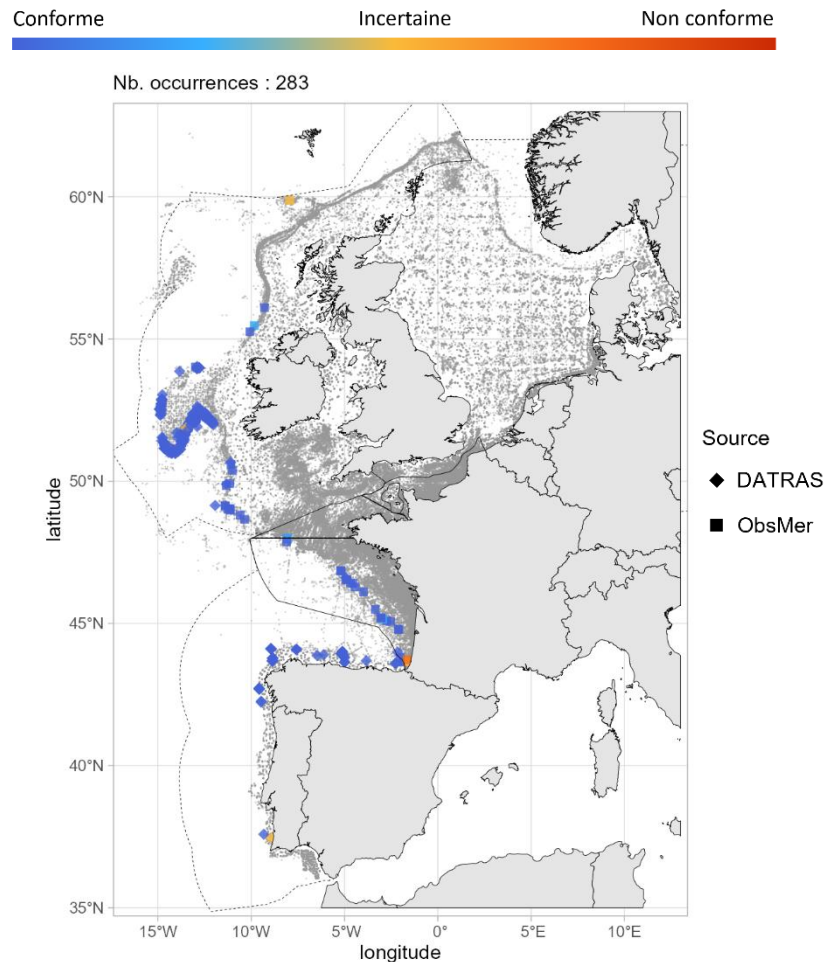 Conforme Incertaine Non conforme
Nb. occurrences : 283
60°N
55°N
50°N
45°N
40°N
35°N
latitude
15°W 10°W 5°W 0° 5°E 10°E
longitude
Source
DATRAS
ObsMer